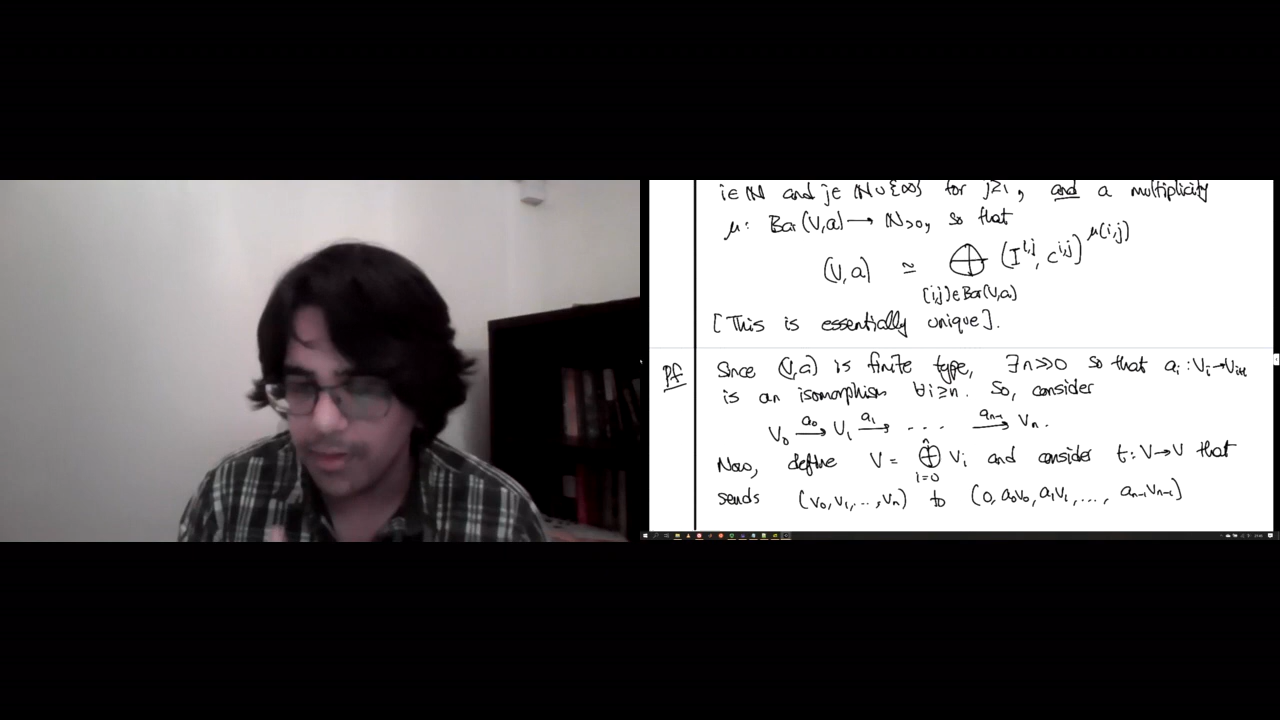 i∈ℕ and j∈ ℕ∪{∞} for j≥i, and a multiplicity
μ: Bar(V,a) → ℕ>0, so that
(V,a) ≃ ⊕ (I^{i,j}, c^{i,j})^{μ(i,j)}
[i,j]∈Bar(V,a)
[This is essentially unique].
Pf Since (V,a) is finite type, ∃n≫0 so that a_i : V_i→V_{i+1}
is an isomorphism ∀i≥n. So, consider
V_0 →^{a_0} V_1 →^{a_1} ... →^{a_{n-1}} V_n.
Now, define V = ⊕_{i=0}^{n} V_i and consider t: V→V that
sends (v_0, v_1, ..., v_n) to (0, a_0v_0, a_1v_1, ..., a_{n-1}v_{n-1})